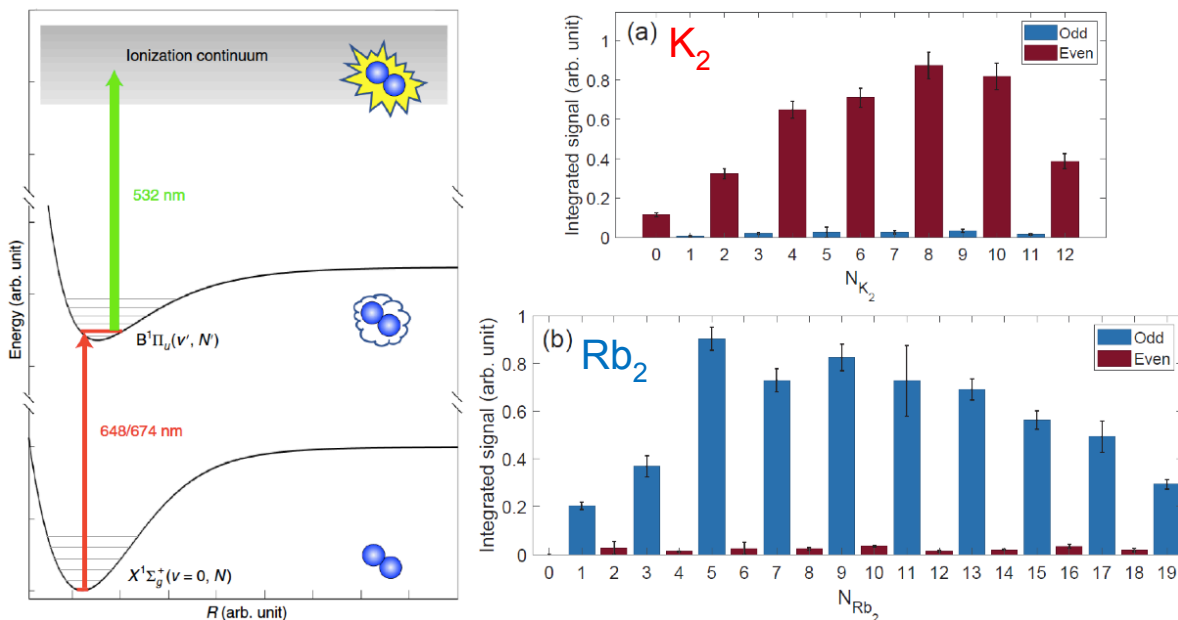 Ionization continuum
532 nm
B¹Πᵤ(v', N')
648/674 nm
X¹Σg⁺(v = 0, N)
Energy (arb. unit)
R (arb. unit)
(a) K₂
Odd
Even
Integrated signal (arb. unit)
1
0.8
0.6
0.4
0.2
0
0 1 2 3 4 5 6 7 8 9 10 11 12
N_K₂
(b) Rb₂
Odd
Even
Integrated signal (arb. unit)
1
0.8
0.6
0.4
0.2
0
0 1 2 3 4 5 6 7 8 9 10 11 12 13 14 15 16 17 18 19
N_Rb₂